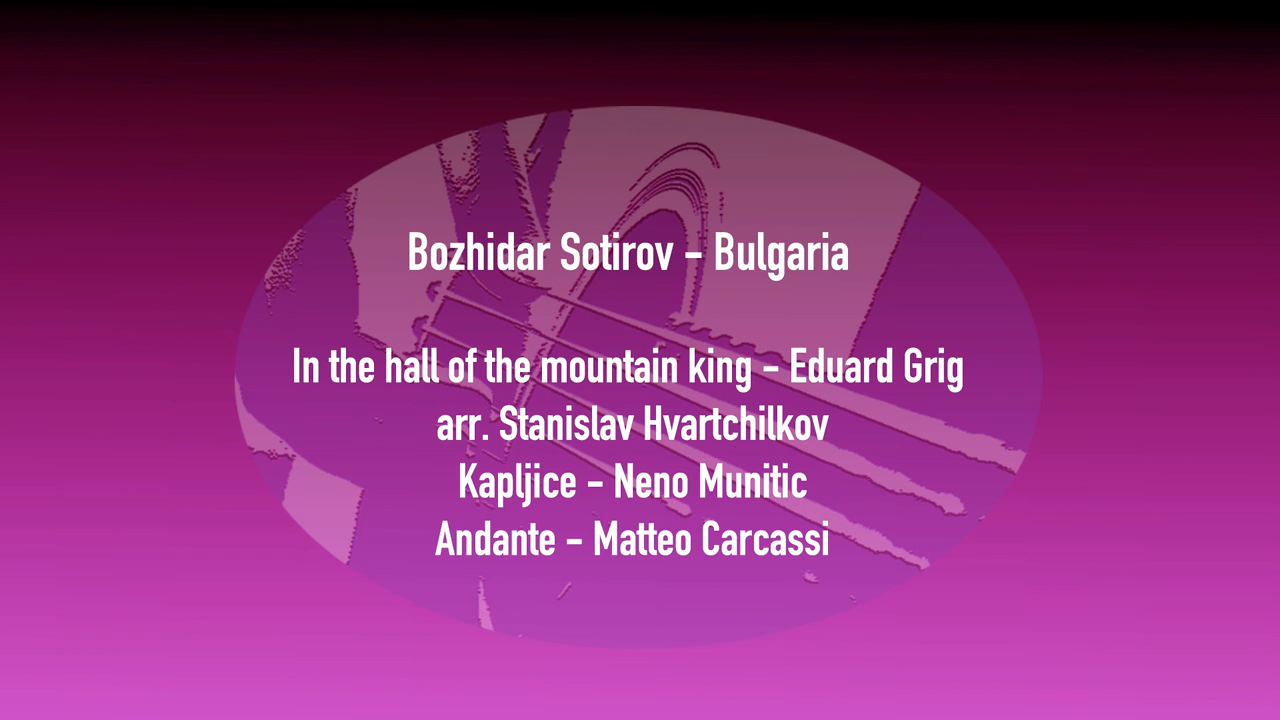 Bozhidar Sotirov - Bulgaria
In the hall of the mountain king - Eduard Grig
arr. Stanislav Hvartchilkov
Kapljice - Neno Munitic
Andante - Matteo Carcassi